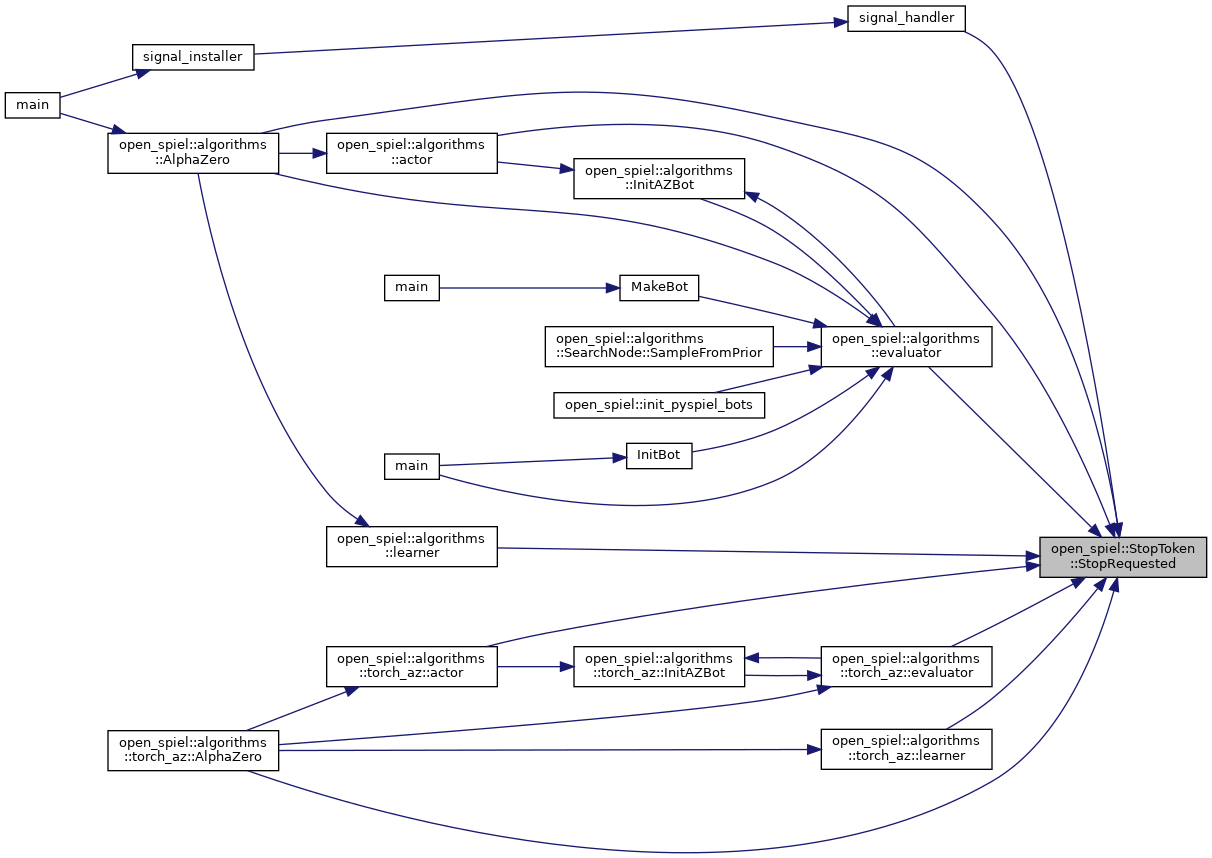 signal_handler
signal_installer
main
open_spiel::algorithms
::AlphaZero
open_spiel::algorithms
::actor
open_spiel::algorithms
::InitAZBot
main
MakeBot
open_spiel::algorithms
::SearchNode::SampleFromPrior
open_spiel::algorithms
::evaluator
open_spiel::init_pyspiel_bots
main
InitBot
open_spiel::algorithms
::learner
open_spiel::StopToken
::StopRequested
open_spiel::algorithms
::torch_az::actor
open_spiel::algorithms
::torch_az::InitAZBot
open_spiel::algorithms
::torch_az::evaluator
open_spiel::algorithms
::torch_az::AlphaZero
open_spiel::algorithms
::torch_az::learner